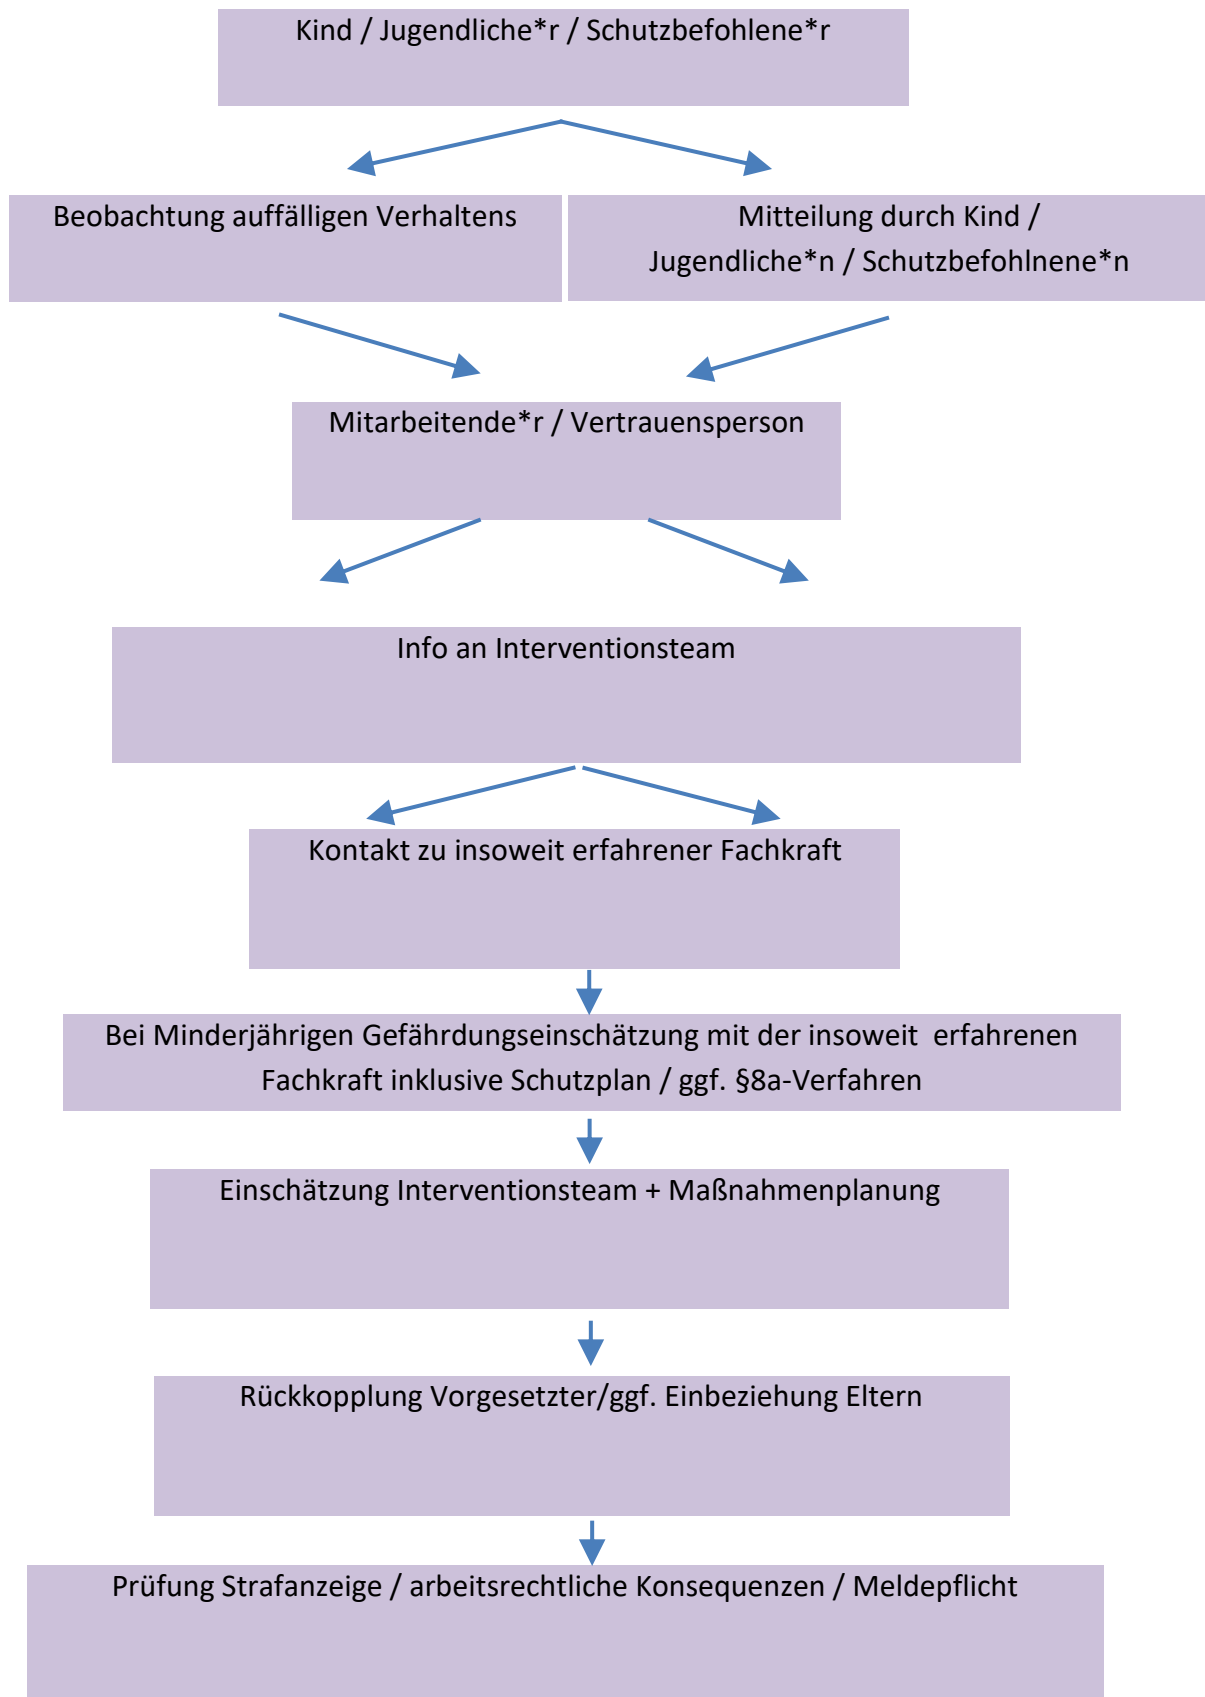 Kind / Jugendliche*r / Schutzbefohlene*r
Beobachtung auffälligen Verhaltens
Mitteilung durch Kind /
Jugendliche*n / Schutzbefohlnene*n
Mitarbeitende*r / Vertrauensperson
Info an Interventionsteam
Kontakt zu insoweit erfahrener Fachkraft
Bei Minderjährigen Gefährdungseinschätzung mit der insoweit  erfahrenen
Fachkraft inklusive Schutzplan / ggf. §8a-Verfahren
Einschätzung Interventionsteam + Maßnahmenplanung
Rückkopplung Vorgesetzter/ggf. Einbeziehung Eltern
Prüfung Strafanzeige / arbeitsrechtliche Konsequenzen / Meldepflicht